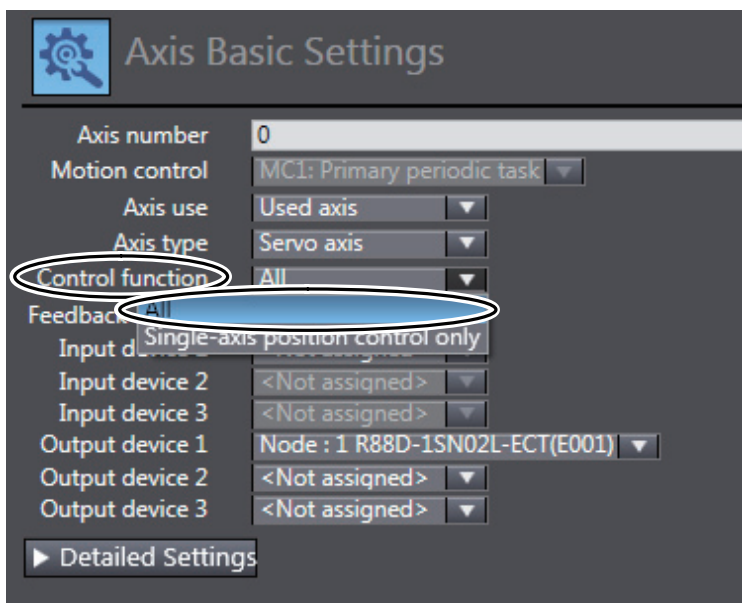 Axis Basic Settings
Axis number 0
Motion control MC1: Primary periodic task
Axis use Used axis
Axis type Servo axis
Control function All
Feedback All
Single-axis position control only
Input d
Input device 2 <Not assigned>
Input device 3 <Not assigned>
Output device 1 Node : 1 R88D-1SN02L-ECT(E001)
Output device 2 <Not assigned>
Output device 3 <Not assigned>
▶ Detailed Settings